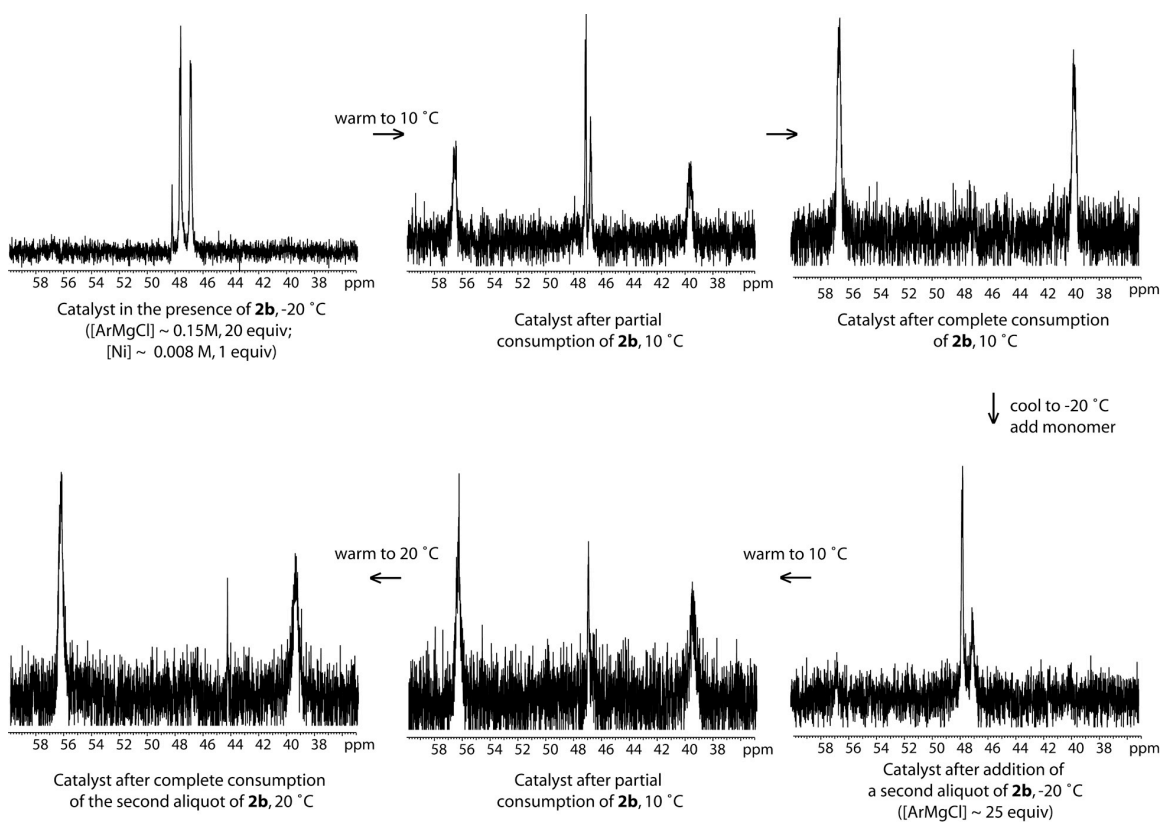 warm to 10 ˚C
58 56 54 52 50 48 46 44 42 40 38 ppm
58 56 54 52 50 48 46 44 42 40 38 ppm
58 56 54 52 50 48 46 44 42 40 38 ppm
Catalyst in the presence of 2b, -20 ˚C
([ArMgCl] ~ 0.15M, 20 equiv;
[Ni] ~ 0.008 M, 1 equiv)
Catalyst after partial
consumption of 2b, 10 ˚C
Catalyst after complete consumption
of 2b, 10 ˚C
cool to -20 ˚C
add monomer
warm to 20 ˚C
warm to 10 ˚C
58 56 54 52 50 48 46 44 42 40 38 ppm
58 56 54 52 50 48 46 44 42 40 38 ppm
58 56 54 52 50 48 46 44 42 40 38 ppm
Catalyst after complete consumption
of the second aliquot of 2b, 20 ˚C
Catalyst after partial
consumption of 2b, 10 ˚C
Catalyst after addition of
a second aliquot of 2b, -20 ˚C
([ArMgCl] ~ 25 equiv)